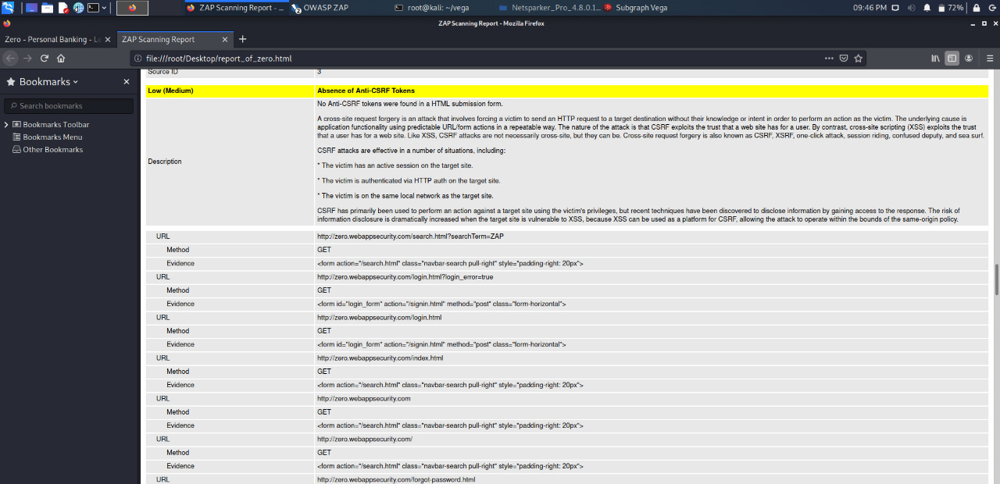 ZAP Scanning Report - ...
OWASP ZAP
root@kali: ~/vega
Netsparker_Pro_4.8.0.1...
Subgraph Vega
09:46 PM
72%
ZAP Scanning Report - Mozilla Firefox
Zero - Personal Banking - Lo
ZAP Scanning Report
file:///root/Desktop/report_of_zero.html
Bookmarks
Search bookmarks
Bookmarks Toolbar
Bookmarks Menu
Other Bookmarks
Source ID 3
Low (Medium) Absence of Anti-CSRF Tokens
Description
No Anti-CSRF tokens were found in a HTML submission form.
A cross-site request forgery is an attack that involves forcing a victim to send an HTTP request to a target destination without their knowledge or intent in order to perform an action as the victim. The underlying cause is
application functionality using predictable URL/form actions in a repeatable way. The nature of the attack is that CSRF exploits the trust that a web site has for a user. By contrast, cross-site scripting (XSS) exploits the trust
that a user has for a web site. Like XSS, CSRF attacks are not necessarily cross-site, but they can be. Cross-site request forgery is also known as CSRF, XSRF, one-click attack, session riding, confused deputy, and sea surf.
CSRF attacks are effective in a number of situations, including:
* The victim has an active session on the target site.
* The victim is authenticated via HTTP auth on the target site.
* The victim is on the same local network as the target site.
CSRF has primarily been used to perform an action against a target site using the victim's privileges, but recent techniques have been discovered to disclose information by gaining access to the response. The risk of
information disclosure is dramatically increased when the target site is vulnerable to XSS, because XSS can be used as a platform for CSRF, allowing the attack to operate within the bounds of the same-origin policy.
URL http://zero.webappsecurity.com/search.html?searchTerm=ZAP
Method GET
Evidence <form action="/search.html" class="navbar-search pull-right" style="padding-right: 20px">
URL http://zero.webappsecurity.com/login.html?login_error=true
Method GET
Evidence <form id="login_form" action="/signin.html" method="post" class="form-horizontal">
URL http://zero.webappsecurity.com/login.html
Method GET
Evidence <form id="login_form" action="/signin.html" method="post" class="form-horizontal">
URL http://zero.webappsecurity.com/index.html
Method GET
Evidence <form action="/search.html" class="navbar-search pull-right" style="padding-right: 20px">
URL http://zero.webappsecurity.com
Method GET
Evidence <form action="/search.html" class="navbar-search pull-right" style="padding-right: 20px">
URL http://zero.webappsecurity.com/
Method GET
Evidence <form action="/search.html" class="navbar-search pull-right" style="padding-right: 20px">
URL http://zero.webappsecurity.com/forgot-password.html